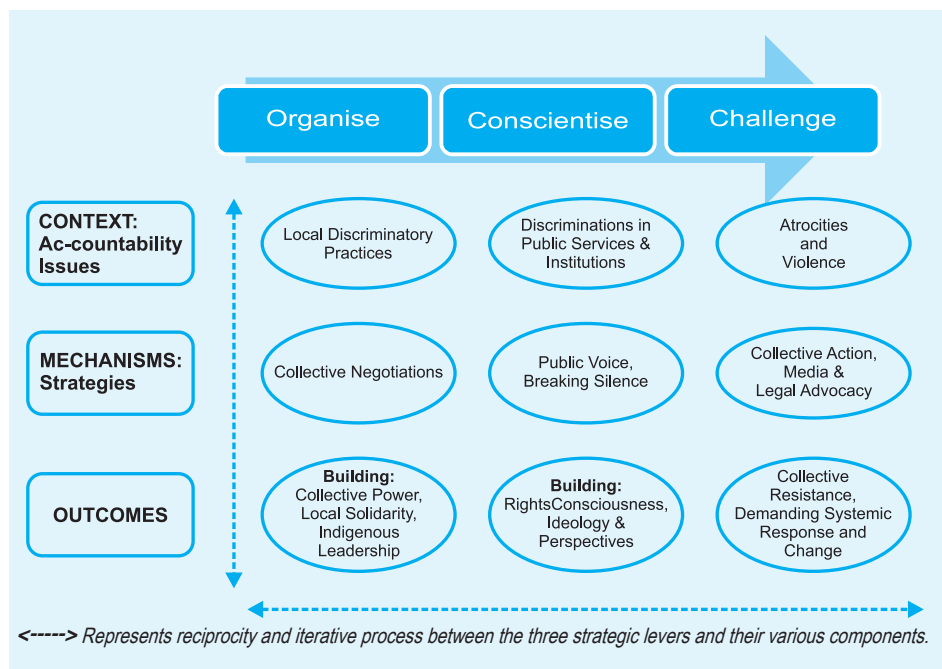 Organise
Conscientise
Challenge
CONTEXT:
Ac-countability
Issues
Local Discriminatory
Practices
Discriminations in
Public Services &
Institutions
Atrocities
and
Violence
MECHANISMS:
Strategies
Collective Negotiations
Public Voice,
Breaking Silence
Collective Action,
Media &
Legal Advocacy
OUTCOMES
Building:
Collective Power,
Local Solidarity,
Indigenous
Leadership
Building:
RightsConsciousness,
Ideology &
Perspectives
Collective
Resistance,
Demanding Systemic
Response and
Change
<-----> Represents reciprocity and iterative process between the three strategic levers and their various components.